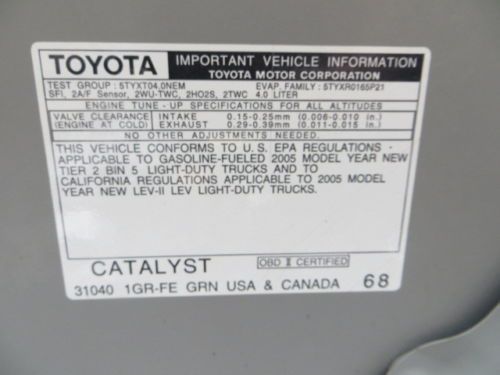 TOYOTA IMPORTANT VEHICLE INFORMATION
TOYOTA MOTOR CORPORATION
TEST GROUP : 5TYXT04.0NEM EVAP. FAMILY : 5TYXR0165P21
SFI, 2A/F Sensor, 2WU-TWC, 2HO2S, 2TWC 4.0 LITER
ENGINE TUNE - UP SPECIFICATIONS FOR ALL ALTITUDES
VALVE CLEARANCE INTAKE 0.15-0.25mm (0.006-0.010 in.)
(ENGINE AT COLD) EXHAUST 0.29-0.39mm (0.011-0.015 in.)
NO OTHER ADJUSTMENTS NEEDED.
THIS VEHICLE CONFORMS TO U.S. EPA REGULATIONS -
APPLICABLE TO GASOLINE-FUELED 2005 MODEL YEAR NEW
TIER 2 BIN 5 LIGHT-DUTY TRUCKS AND TO
CALIFORNIA REGULATIONS APPLICABLE TO 2005 MODEL
YEAR NEW LEV-II LEV LIGHT-DUTY TRUCKS.
CATALYST OBD II CERTIFIED
31040 1GR-FE GRN USA & CANADA 68